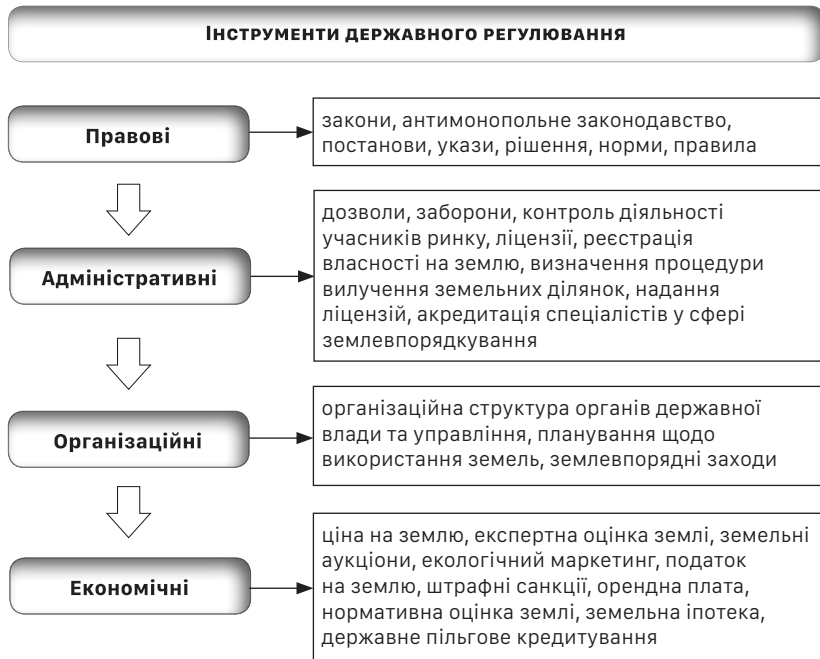 ІНСТРУМЕНТИ ДЕРЖАВНОГО РЕГУЛЮВАННЯ
Правові
закони, антимонопольне законодавство,
постанови, укази, рішення, норми, правила
Адміністративні
дозволи, заборони, контроль діяльності
учасників ринку, ліцензії, реєстрація
власності на землю, визначення процедури
вилучення земельних ділянок, надання
ліцензій, акредитація спеціалістів у сфері
землевпорядкування
Організаційні
організаційна структура органів державної
влади та управління, планування щодо
використання земель, землевпорядні заходи
Економічні
ціна на землю, експертна оцінка землі, земельні
аукціони, екологічний маркетинг, податок
на землю, штрафні санкції, орендна плата,
нормативна оцінка землі, земельна іпотека,
державне пільгове кредитування